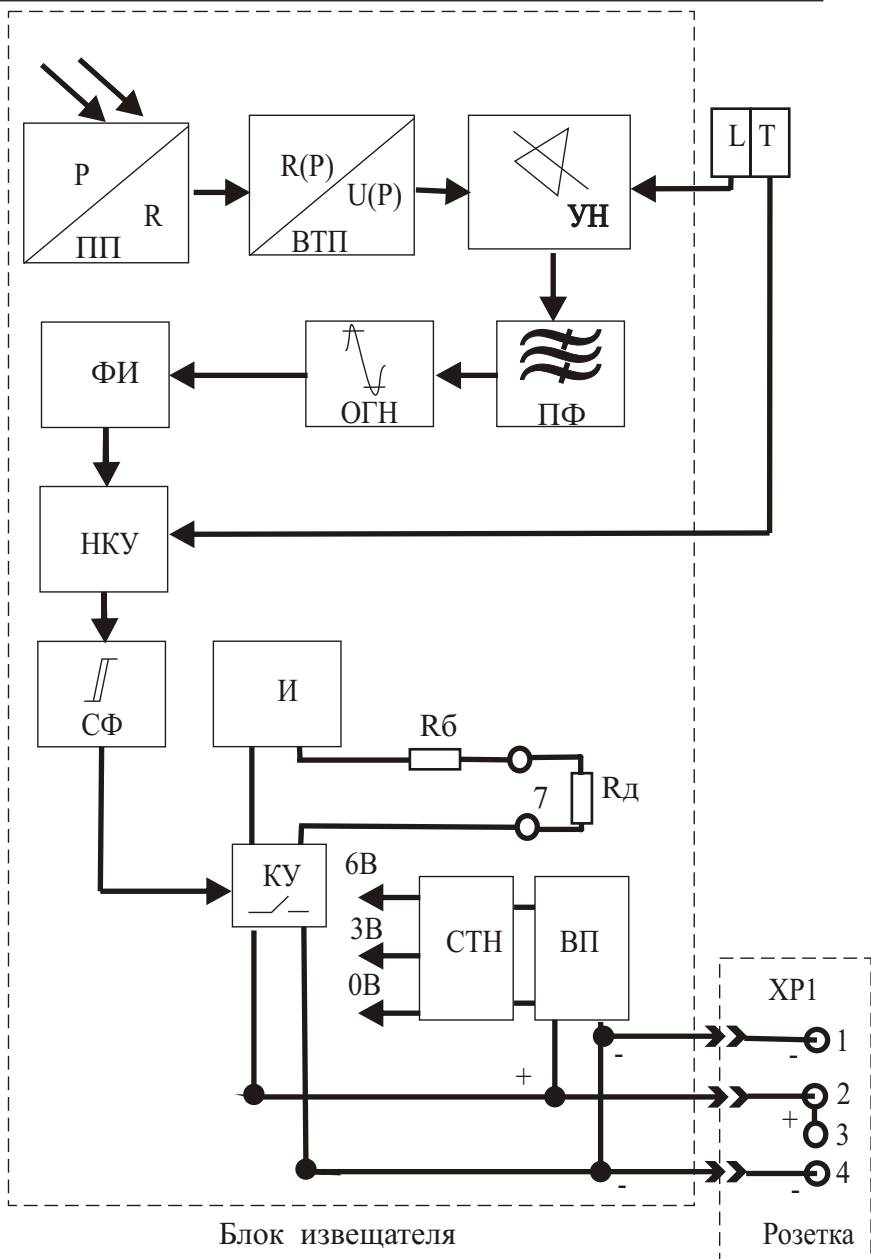 L T
P
R
ПП
R(P)
U(P)
ВТП
УН
ФИ
ОГН
ПФ
НКУ
СФ
И
Rб
7
Rд
КУ
6В
3В
0В
СТН
ВП
XP1
-
-
1
+
2
+
3
-
-
4
Блок извещателя
Розетка